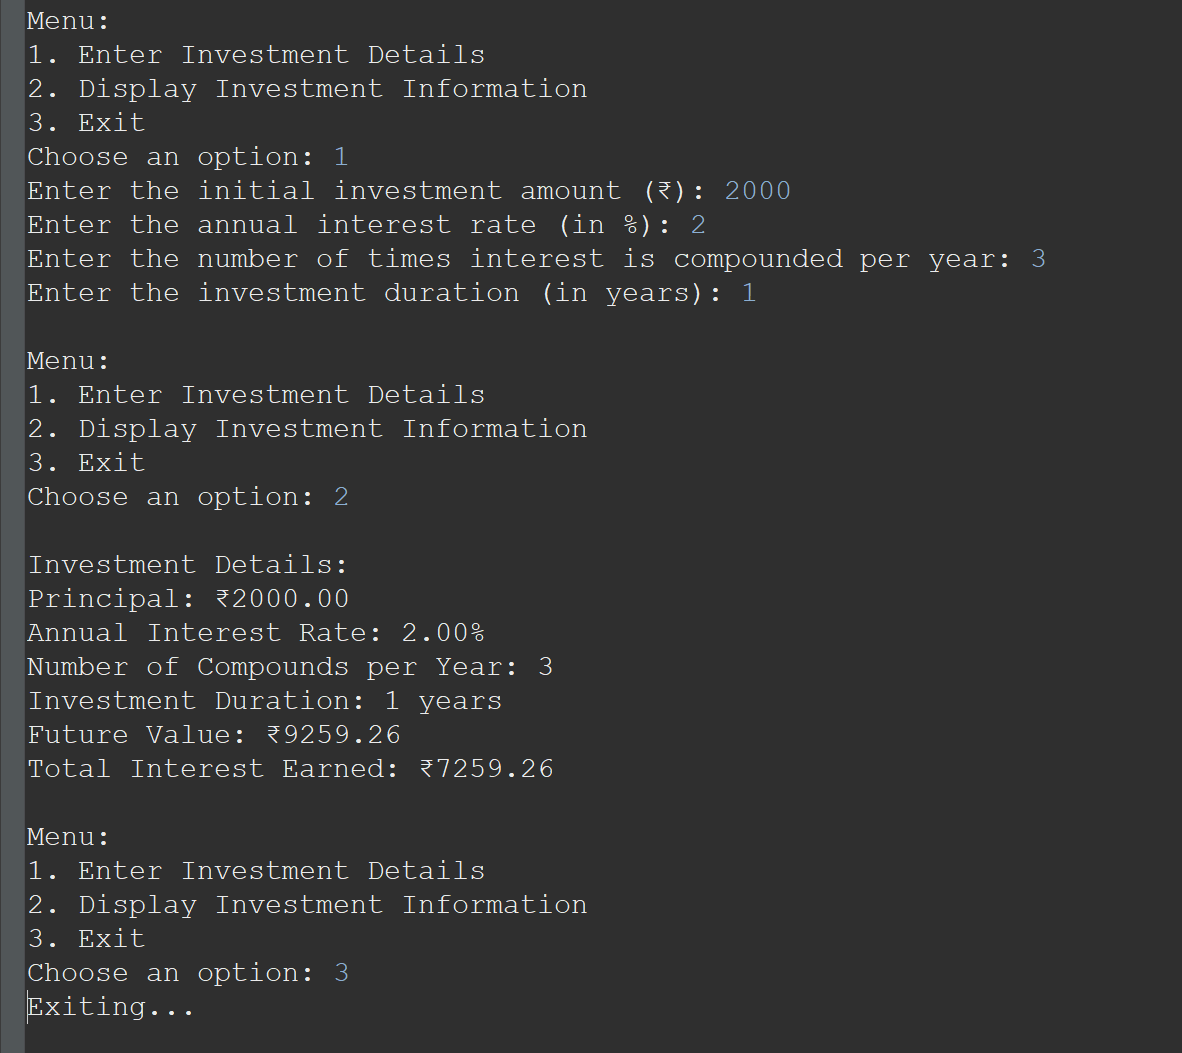 Menu:
1. Enter Investment Details
2. Display Investment Information
3. Exit
Choose an option: 1
Enter the initial investment amount (₹): 2000
Enter the annual interest rate (in %): 2
Enter the number of times interest is compounded per year: 3
Enter the investment duration (in years): 1
Menu:
1. Enter Investment Details
2. Display Investment Information
3. Exit
Choose an option: 2
Investment Details:
Principal: ₹2000.00
Annual Interest Rate: 2.00%
Number of Compounds per Year: 3
Investment Duration: 1 years
Future Value: ₹9259.26
Total Interest Earned: ₹7259.26
Menu:
1. Enter Investment Details
2. Display Investment Information
3. Exit
Choose an option: 3
Exiting...